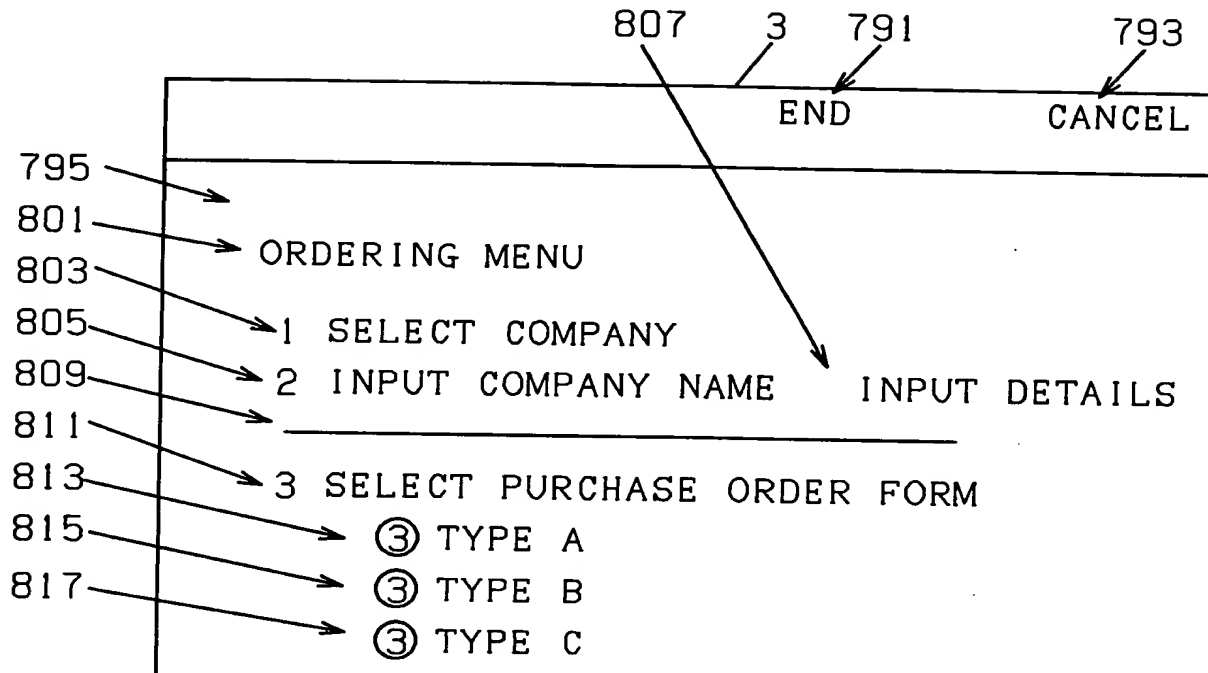 807 3 791 793
END CANCEL
795
801
ORDERING MENU
803
1 SELECT COMPANY
805
2 INPUT COMPANY NAME INPUT DETAILS
809
811
3 SELECT PURCHASE ORDER FORM
813
③ TYPE A
815
③ TYPE B
817
③ TYPE C